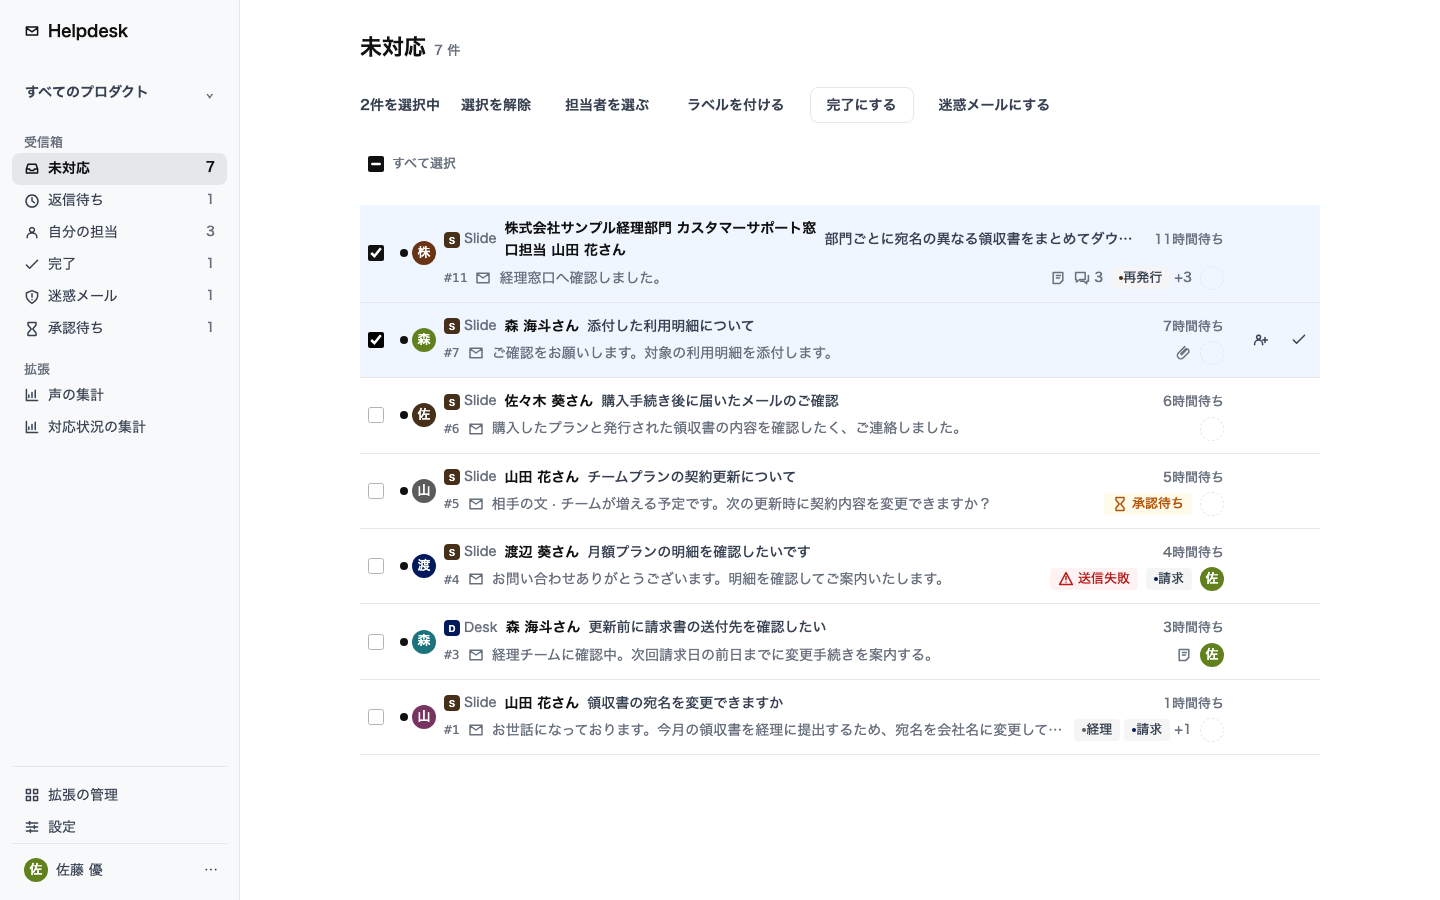 Helpdesk
すべてのプロダクト
受信箱
未対応 7
返信待ち 1
自分の担当 3
完了 1
迷惑メール 1
承認待ち 1
拡張
声の集計
対応状況の集計
拡張の管理
設定
佐 佐藤 優 …
未対応 7 件
2件を選択中 選択を解除 担当者を選ぶ ラベルを付ける 完了にする 迷惑メールにする
すべて選択
株 S Slide 株式会社サンプル経理部門 カスタマーサポート窓
口担当 山田 花さん 部門ごとに宛名の異なる領収書をまとめてダウ… 11時間待ち
#11 経理窓口へ確認しました。 3 •再発行 +3
森 S Slide 森 海斗さん 添付した利用明細について 7時間待ち
#7 ご確認をお願いします。対象の利用明細を添付します。
佐 S Slide 佐々木 葵さん 購入手続き後に届いたメールのご確認 6時間待ち
#6 購入したプランと発行された領収書の内容を確認したく、ご連絡しました。
山 S Slide 山田 花さん チームプランの契約更新について 5時間待ち
#5 相手の文 · チームが増える予定です。次の更新時に契約内容を変更できますか？ 承認待ち
渡 S Slide 渡辺 葵さん 月額プランの明細を確認したいです 4時間待ち
#4 お問い合わせありがとうございます。明細を確認してご案内いたします。 送信失敗 •請求 佐
森 D Desk 森 海斗さん 更新前に請求書の送付先を確認したい 3時間待ち
#3 経理チームに確認中。次回請求日の前日までに変更手続きを案内する。 佐
山 S Slide 山田 花さん 領収書の宛名を変更できますか 1時間待ち
#1 お世話になっております。今月の領収書を経理に提出するため、宛名を会社名に変更して… •経理 •請求 +1